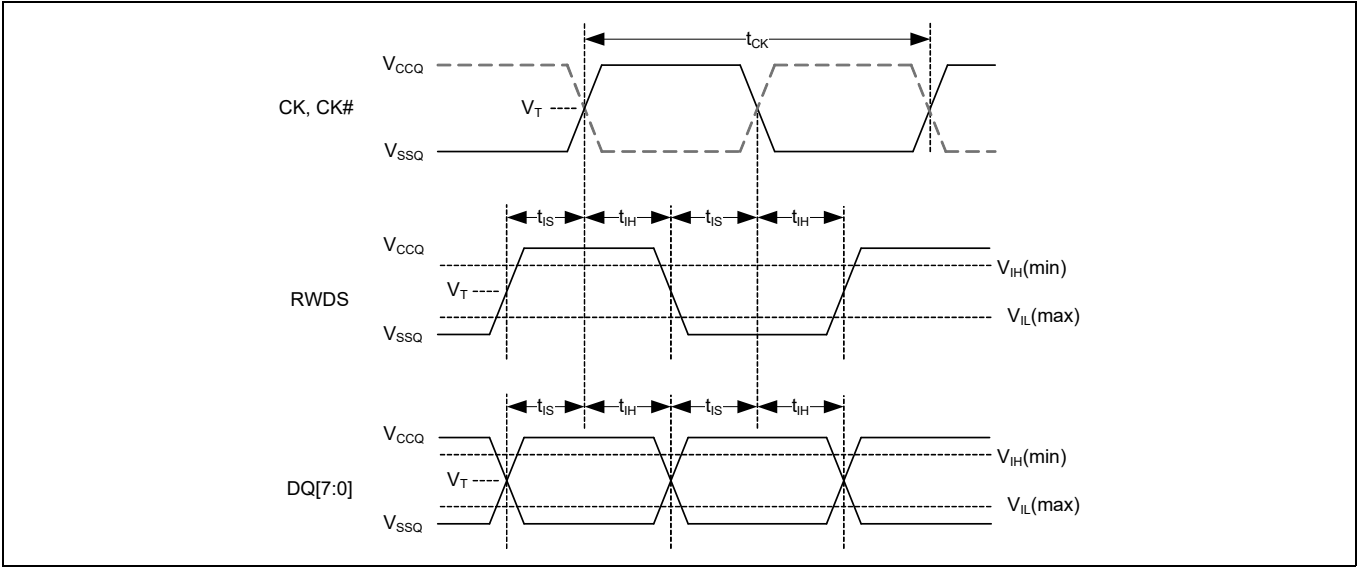 tCK
VCCQ
CK, CK#
VT
VSSQ
tIS tIH tIS tIH
VCCQ
VIH(min)
VT
RWDS
VIL(max)
VSSQ
tIS tIH tIS tIH
VCCQ
VIH(min)
VT
DQ[7:0]
VIL(max)
VSSQ